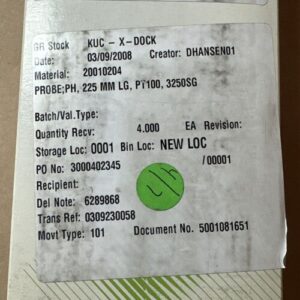 GR Stock KUC - X-DOCK
Date: 03/09/2008 Creator: DHANSEN01
Material: 20010204
PROBE;PH, 225 MM LG, PT100, 3250SG
Batch/Val.Type:
Quantity Recv: 4.000 EA Revision:
Storage Loc: 0001 Bin Loc: NEW LOC
PO No: 3000402345 /00001
Recipient:
Del Note: 6289868
Trans Ref: 0309230058
Movt Type: 101 Document No. 5001081651